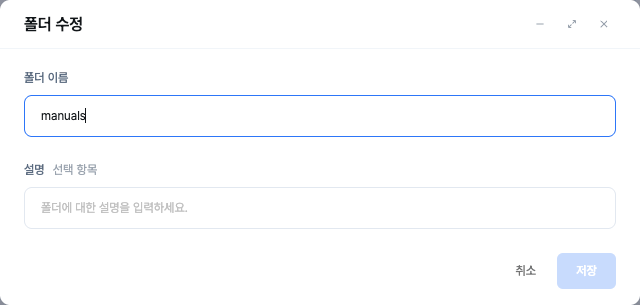 폴더 수정
폴더 이름
manuals
설명 선택 항목
폴더에 대한 설명을 입력하세요.
취소 저장